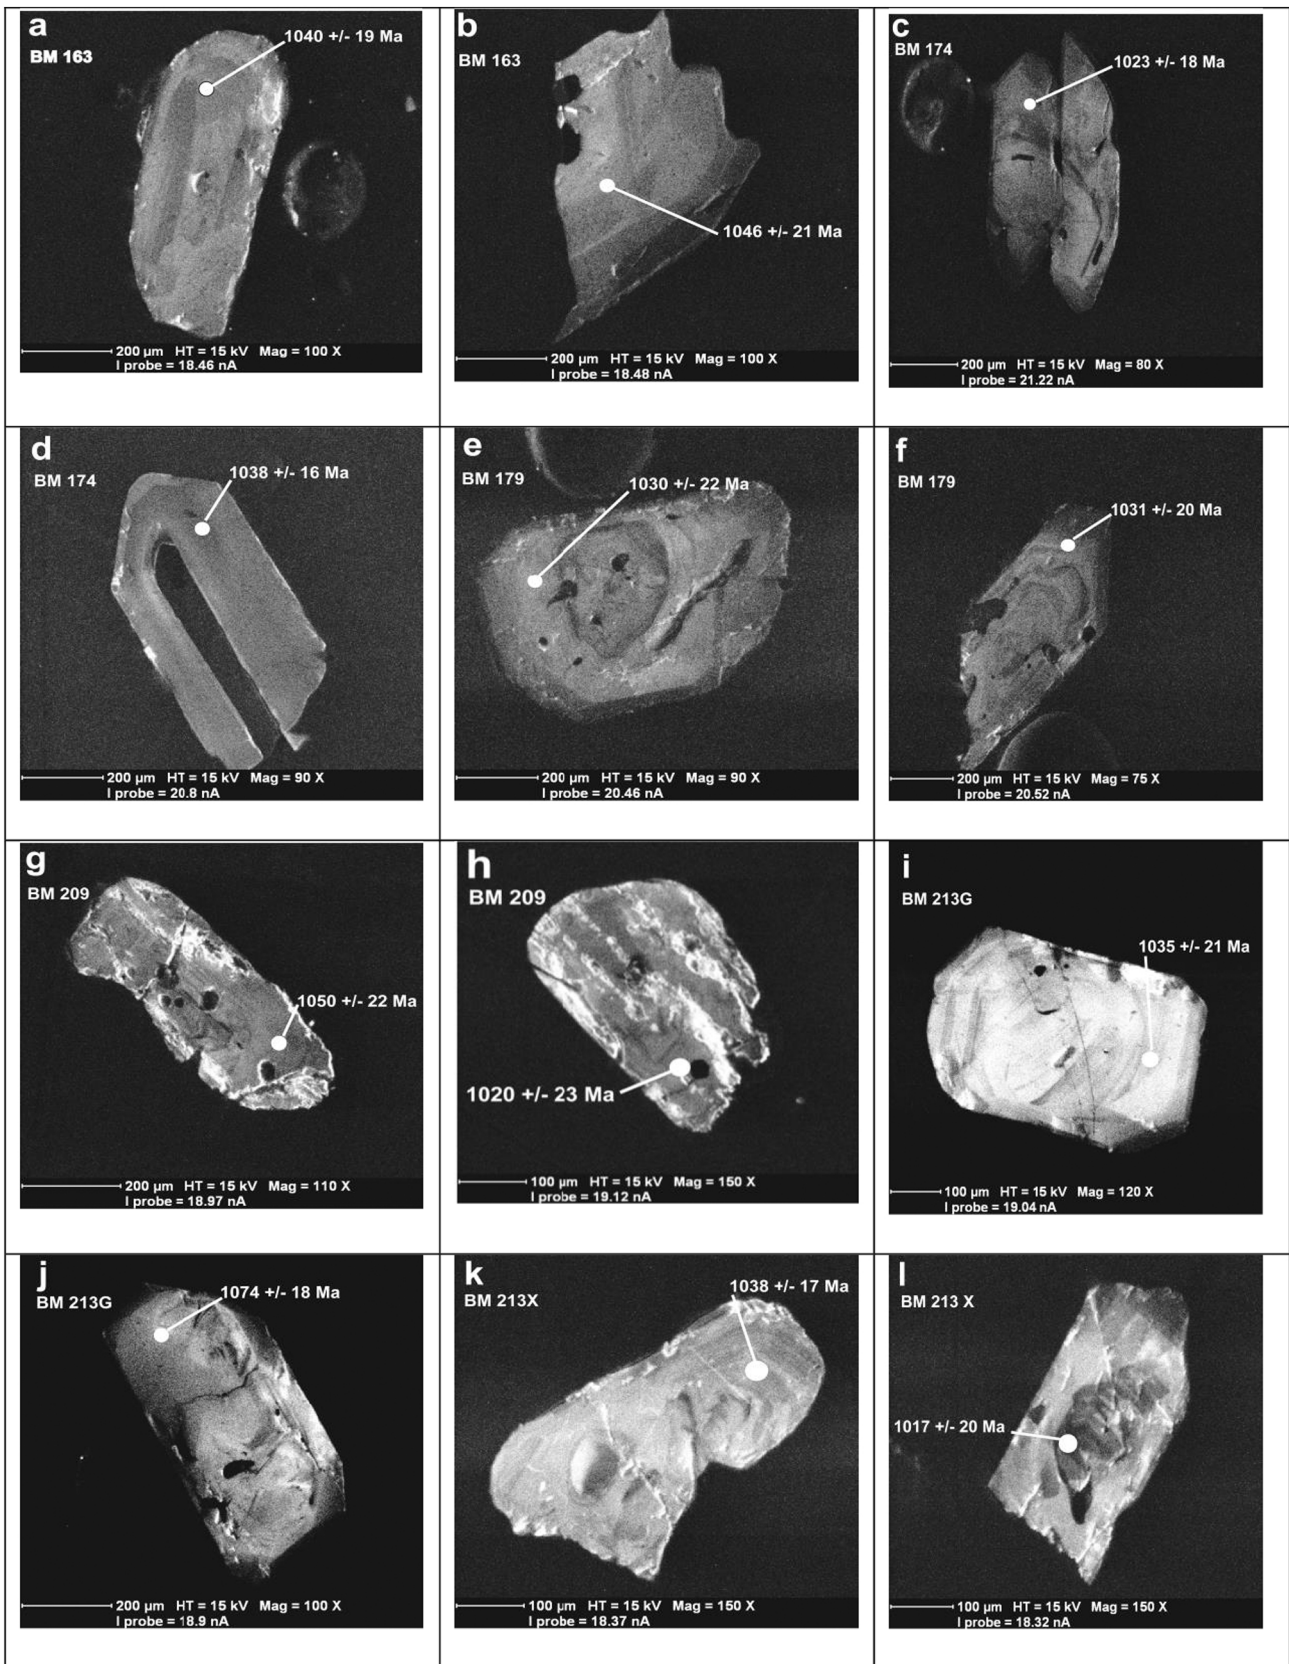 a
BM 163
1040 +/- 19 Ma
200 µm HT = 15 kV Mag = 100 X
I probe = 18.46 nA
b
BM 163
1046 +/- 21 Ma
200 µm HT = 15 kV Mag = 100 X
I probe = 18.48 nA
c
BM 174
1023 +/- 18 Ma
200 µm HT = 15 kV Mag = 80 X
I probe = 21.22 nA
d
BM 174
1038 +/- 16 Ma
200 µm HT = 15 kV Mag = 90 X
I probe = 20.8 nA
e
BM 179
1030 +/- 22 Ma
200 µm HT = 15 kV Mag = 90 X
I probe = 20.46 nA
f
BM 179
1031 +/- 20 Ma
200 µm HT = 15 kV Mag = 75 X
I probe = 20.52 nA
g
BM 209
1050 +/- 22 Ma
200 µm HT = 15 kV Mag = 110 X
I probe = 18.97 nA
h
BM 209
1020 +/- 23 Ma
100 µm HT = 15 kV Mag = 150 X
I probe = 19.12 nA
i
BM 213G
1035 +/- 21 Ma
100 µm HT = 15 kV Mag = 120 X
I probe = 19.04 nA
j
BM 213G
1074 +/- 18 Ma
200 µm HT = 15 kV Mag = 100 X
I probe = 18.9 nA
k
BM 213X
1038 +/- 17 Ma
100 µm HT = 15 kV Mag = 150 X
I probe = 18.37 nA
l
BM 213 X
1017 +/- 20 Ma
100 µm HT = 15 kV Mag = 150 X
I probe = 18.32 nA